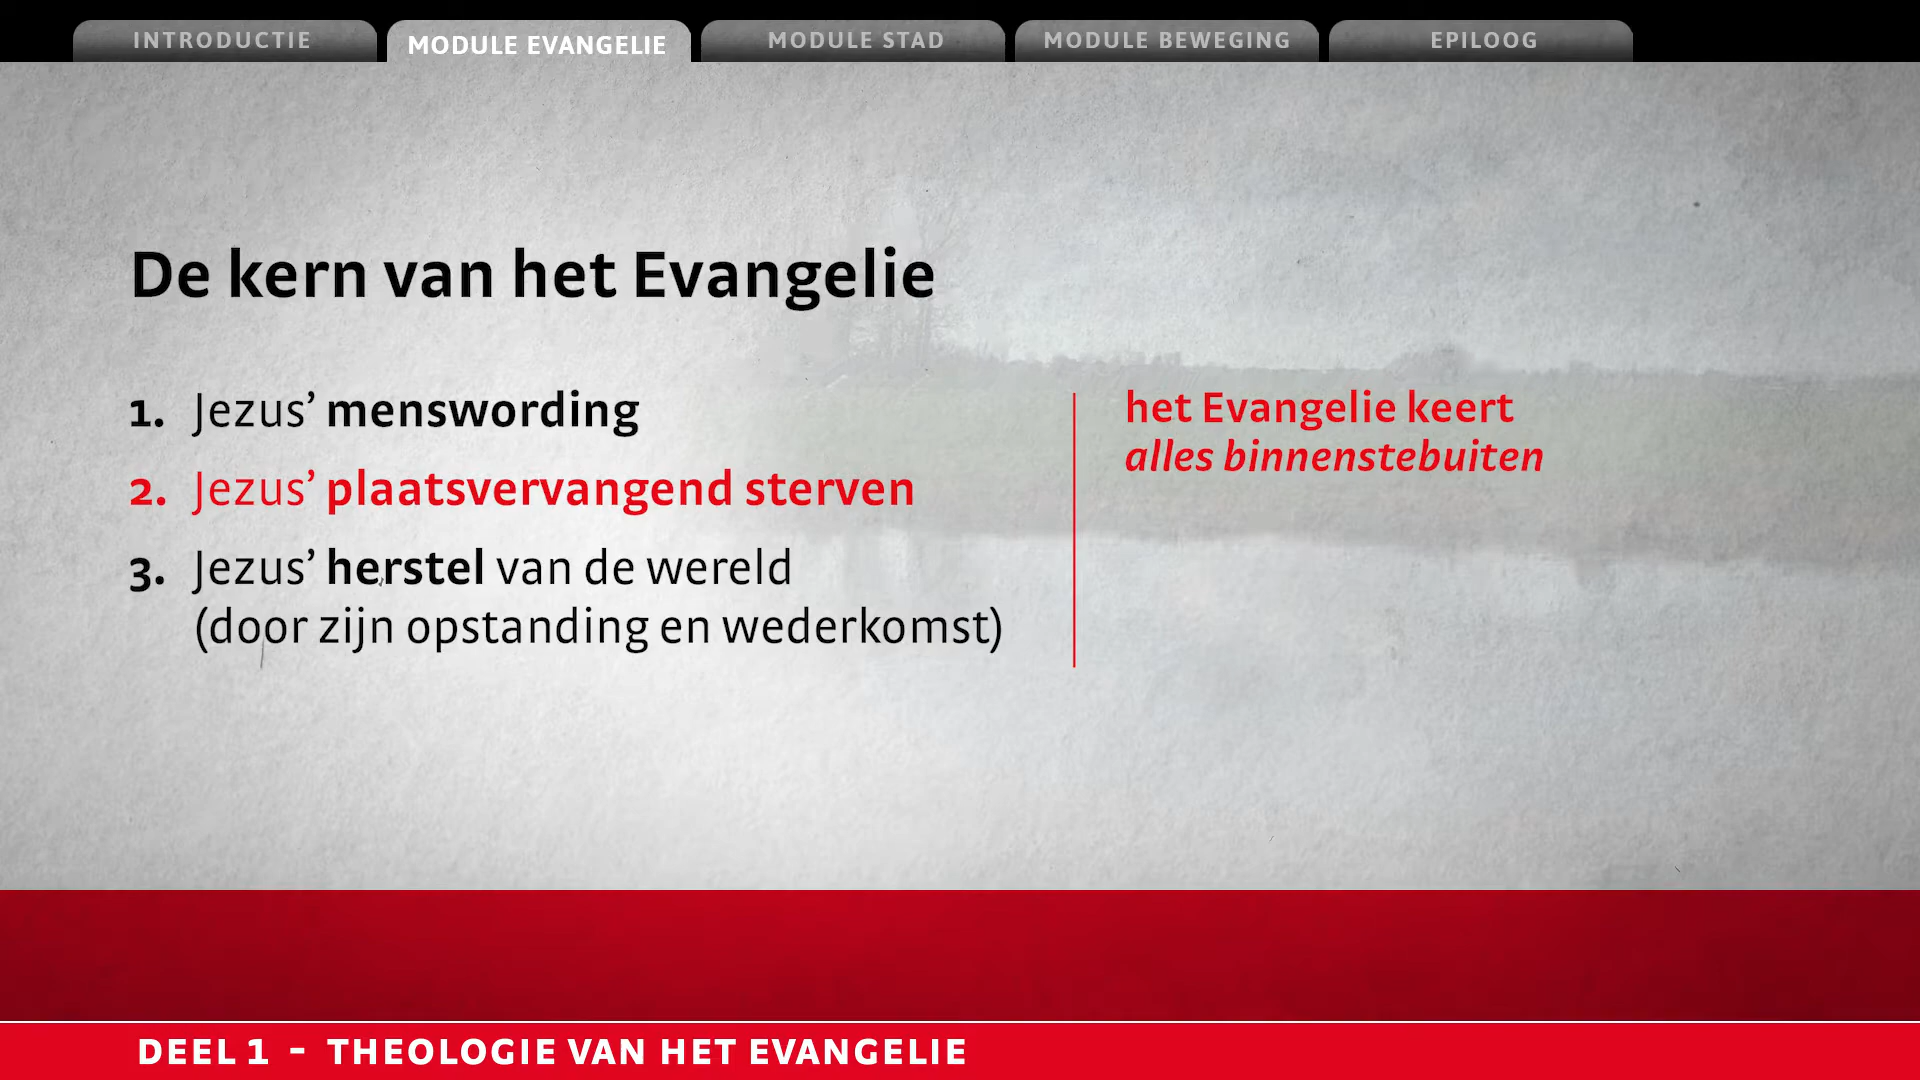 INTRODUCTIE
MODULE EVANGELIE
MODULE STAD
MODULE BEWEGING
EPILOOG
De kern van het Evangelie
1. Jezus’ menswording
2. Jezus’ plaatsvervangend sterven
3. Jezus’ herstel van de wereld
(door zijn opstanding en wederkomst)
het Evangelie keert
alles binnenstebuiten
DEEL 1 - THEOLOGIE VAN HET EVANGELIE